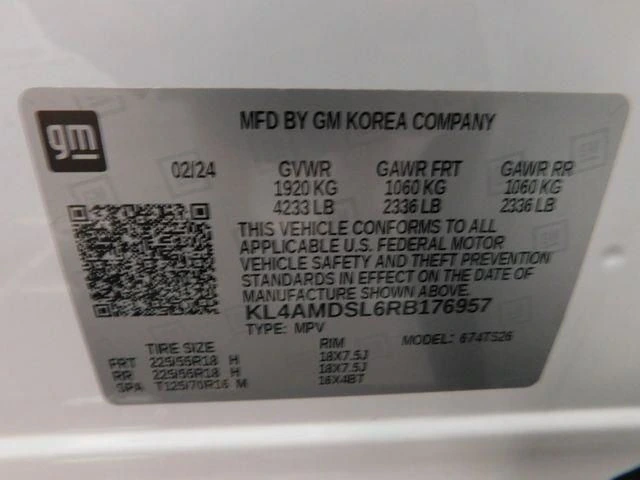 gm
MFD BY GM KOREA COMPANY
02/24 GVWR GAWR FRT GAWR RR
1920 KG 1060 KG 1060 KG
4233 LB 2336 LB 2336 LB
THIS VEHICLE CONFORMS TO ALL
APPLICABLE U.S. FEDERAL MOTOR
VEHICLE SAFETY AND THEFT PREVENTION
STANDARDS IN EFFECT ON THE DATE OF
MANUFACTURE SHOWN ABOVE.
KL4AMDSL6RB176957
TYPE: MPV MODEL: 674TS26
TIRE SIZE RIM
FRT 225/55R18 H 18X7.5J
RR 225/55R18 H 18X7.5J
SPA T125/70R16 M 16X4BT